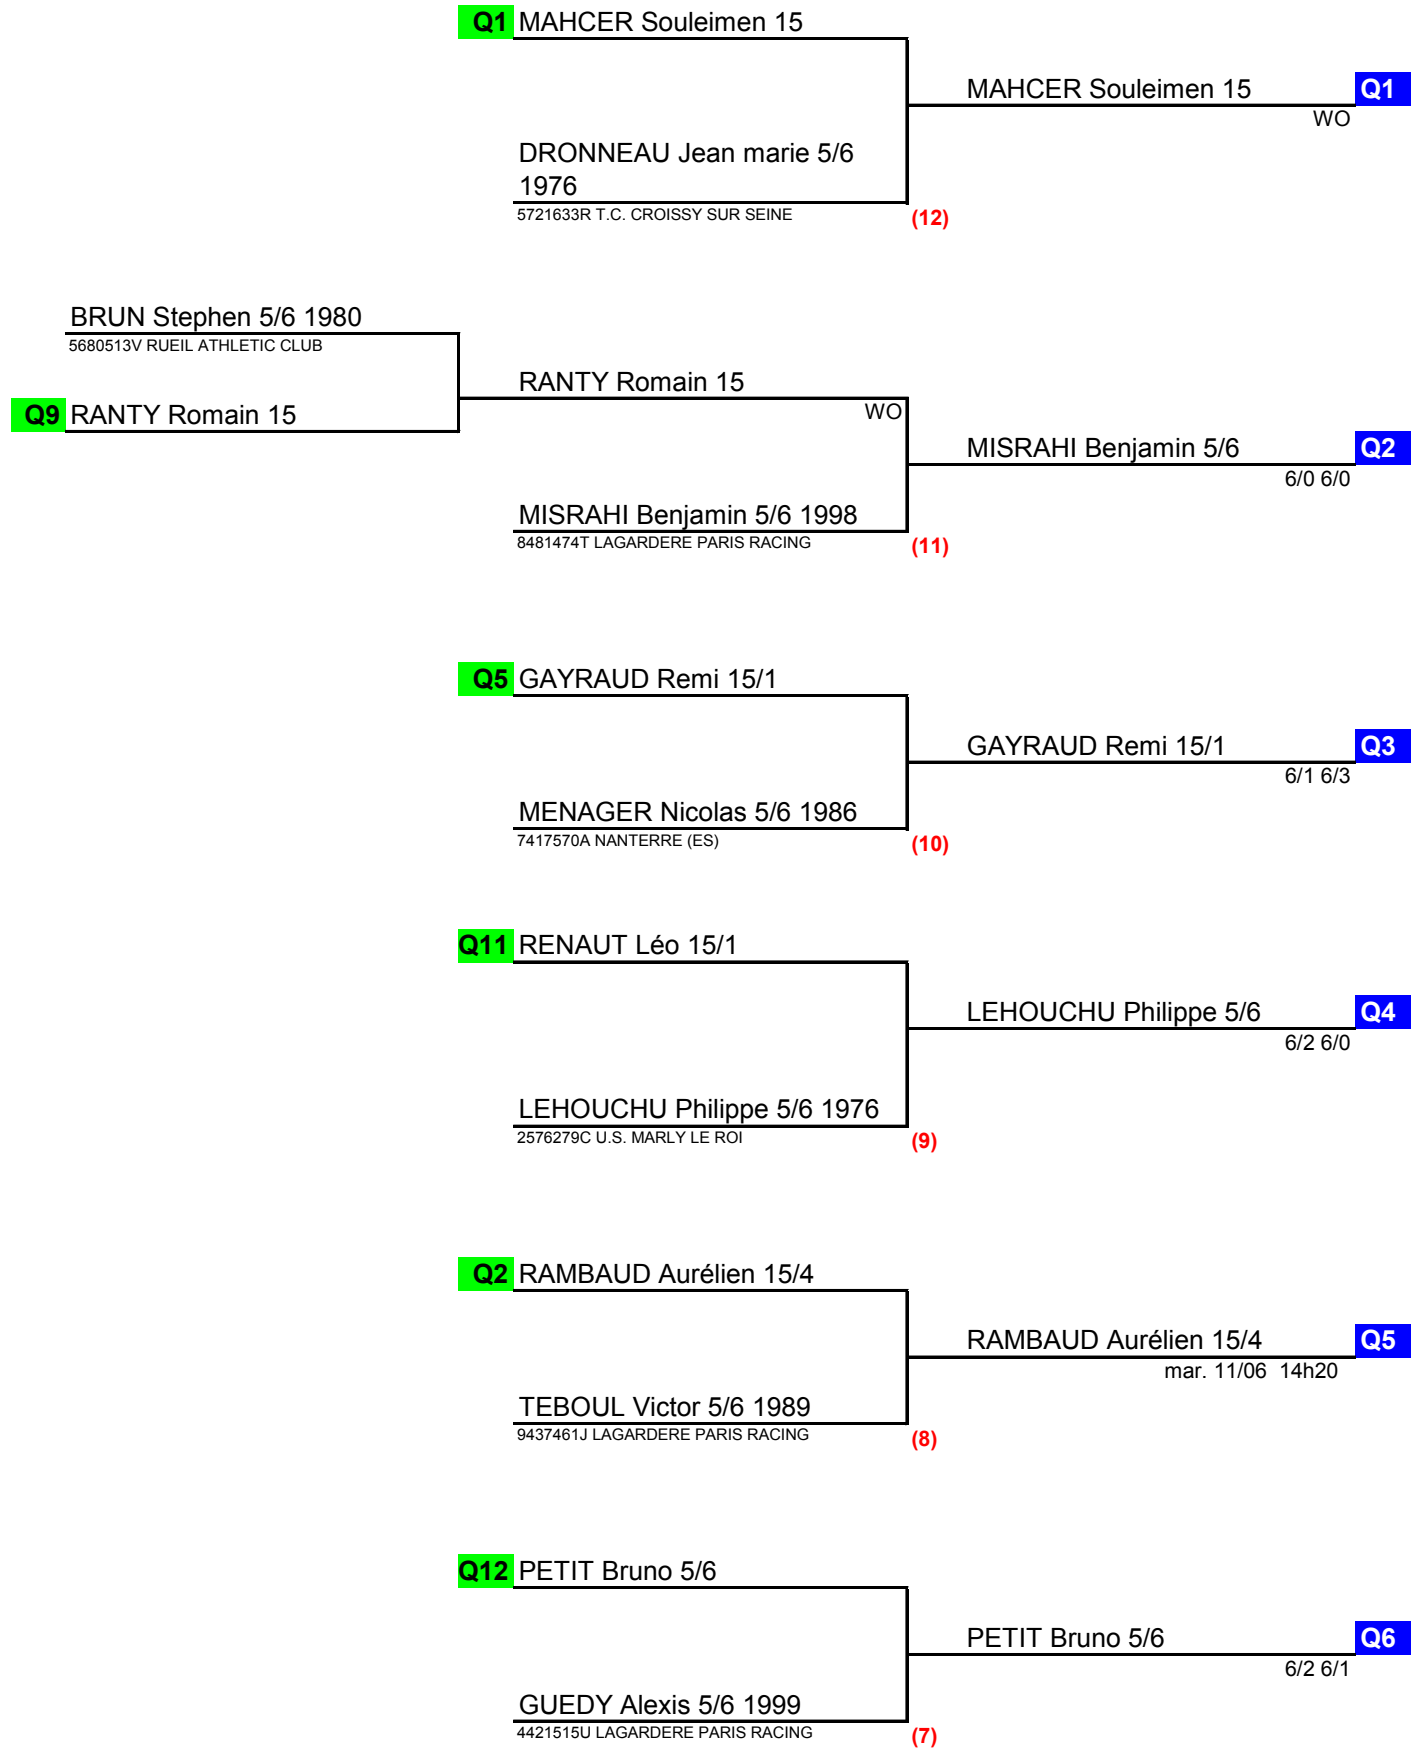 Q1 MAHCER Souleimen 15
MAHCER Souleimen 15 Q1
WO
DRONNEAU Jean marie 5/6
1976
5721633R T.C. CROISSY SUR SEINE
(12)
BRUN Stephen 5/6 1980
5680513V RUEIL ATHLETIC CLUB
RANTY Romain 15
WO
Q9 RANTY Romain 15
MISRAHI Benjamin 5/6 Q2
6/0 6/0
MISRAHI Benjamin 5/6 1998
8481474T LAGARDERE PARIS RACING
(11)
Q5 GAYRAUD Remi 15/1
GAYRAUD Remi 15/1 Q3
6/1 6/3
MENAGER Nicolas 5/6 1986
7417570A NANTERRE (ES)
(10)
Q11 RENAUT Léo 15/1
LEHOUCHU Philippe 5/6 Q4
6/2 6/0
LEHOUCHU Philippe 5/6 1976
2576279C U.S. MARLY LE ROI
(9)
Q2 RAMBAUD Aurélien 15/4
RAMBAUD Aurélien 15/4 Q5
mar. 11/06 14h20
TEBOUL Victor 5/6 1989
9437461J LAGARDERE PARIS RACING
(8)
Q12 PETIT Bruno 5/6
PETIT Bruno 5/6 Q6
6/2 6/1
GUEDY Alexis 5/6 1999
4421515U LAGARDERE PARIS RACING
(7)